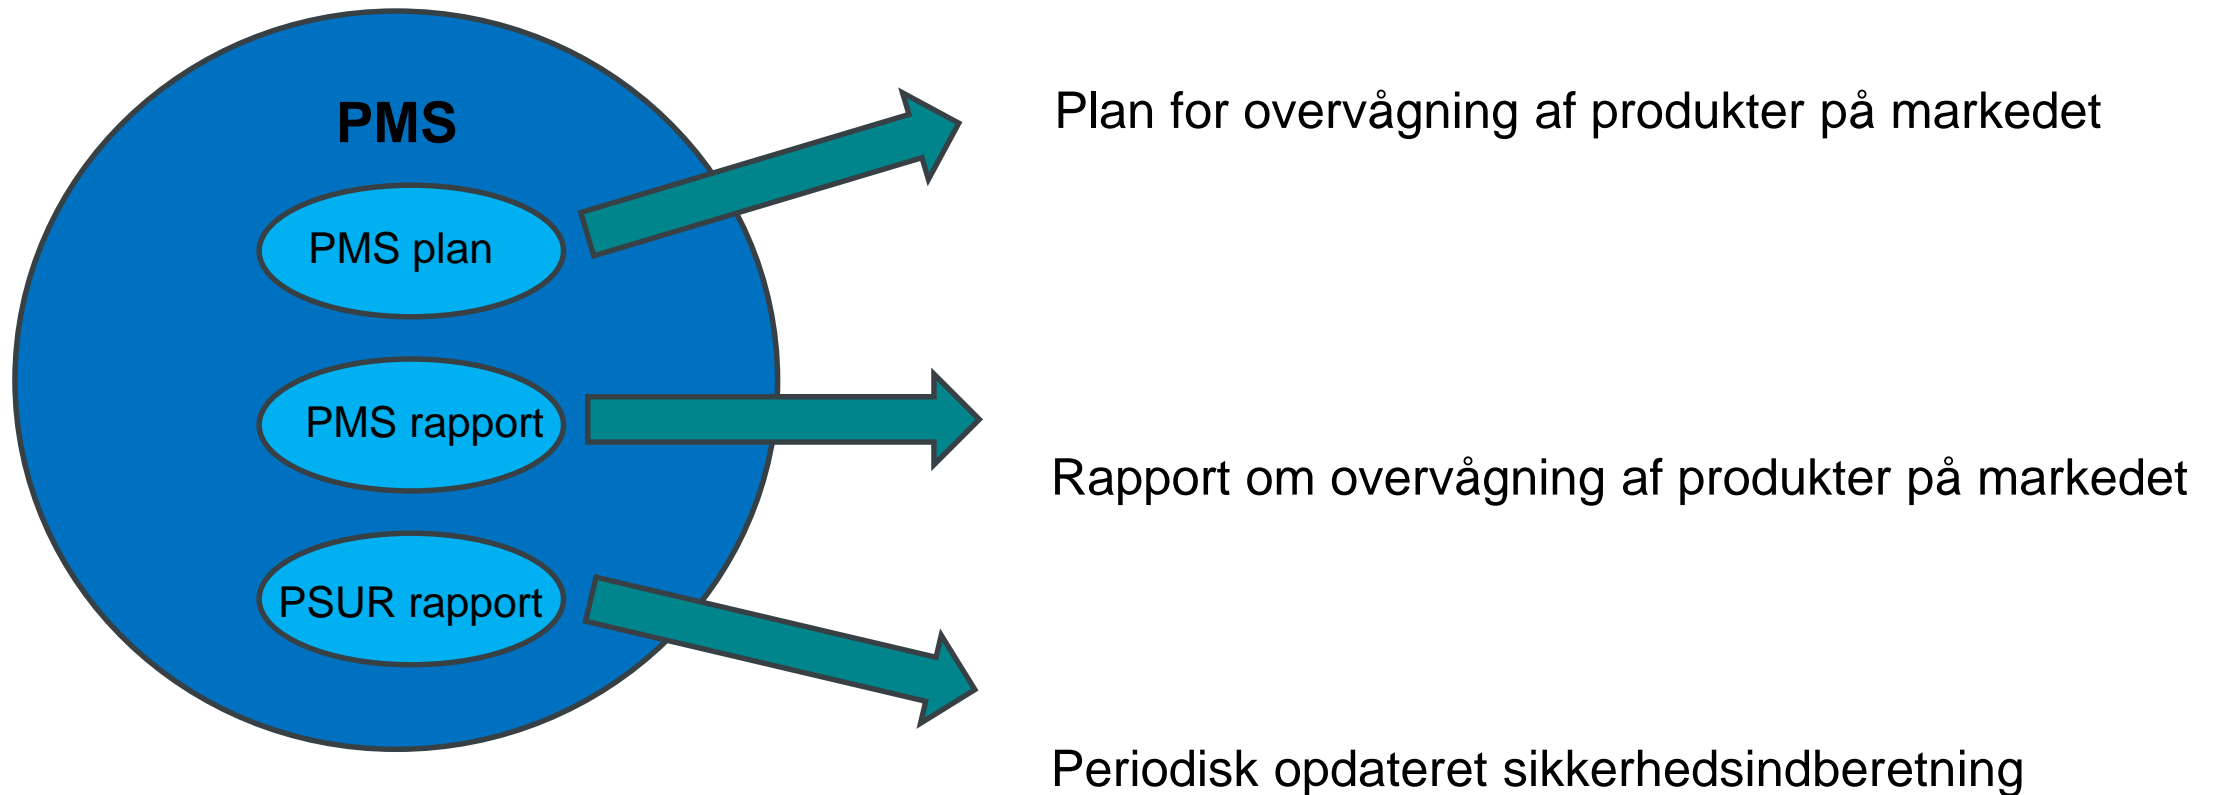 PMS
PMS plan
Plan for overvågning af produkter på markedet
PMS rapport
Rapport om overvågning af produkter på markedet
PSUR rapport
Periodisk opdateret sikkerhedsindberetning